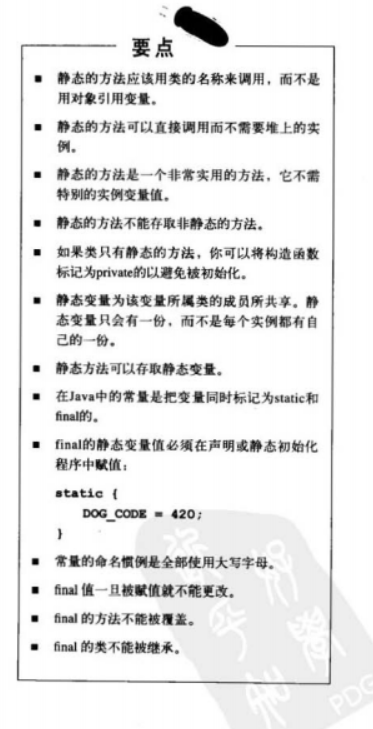 要点
■ 静态的方法应该用类的名称来调用，而不是
用对象引用变量。
■ 静态的方法可以直接调用而不需要堆上的实
例。
■ 静态的方法是一个非常实用的方法，它不需
特别的实例变量值。
■ 静态的方法不能存取非静态的方法。
■ 如果类只有静态的方法，你可以将构造函数
标记为private的以避免被初始化。
■ 静态变量为该变量所属类的成员所共享。静
态变量只会有一份，而不是每个实例都有自
己的一份。
■ 静态方法可以存取静态变量。
■ 在Java中的常量是把变量同时标记为static和
final的。
■ final的静态变量值必须在声明或静态初始化
程序中赋值：
static {
DOG_CODE = 420;
}
■ 常量的命名惯例是全部使用大写字母。
■ final 值一旦被赋值就不能更改。
■ final 的方法不能被覆盖。
■ final 的类不能被继承。
PDG